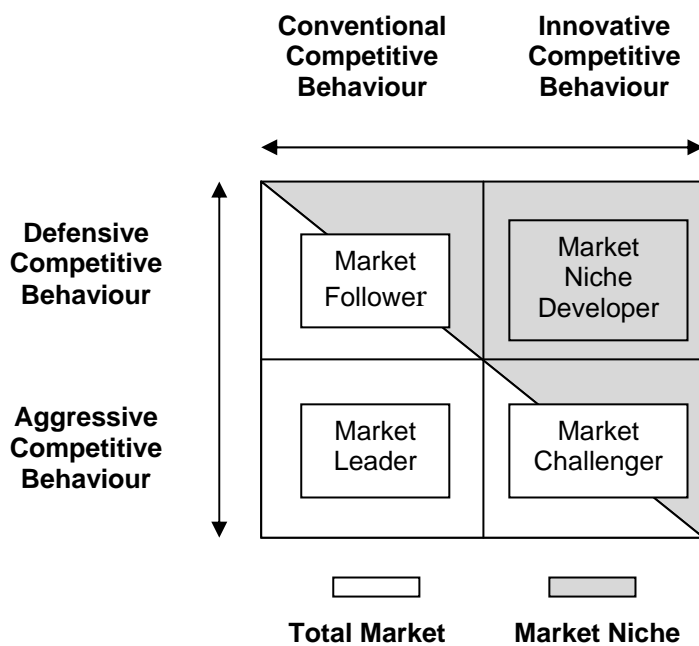 Conventional
Competitive
Behaviour
Innovative
Competitive
Behaviour
Defensive
Competitive
Behaviour
Market
Follower
Market
Niche
Developer
Aggressive
Competitive
Behaviour
Market
Leader
Market
Challenger
Total Market
Market Niche